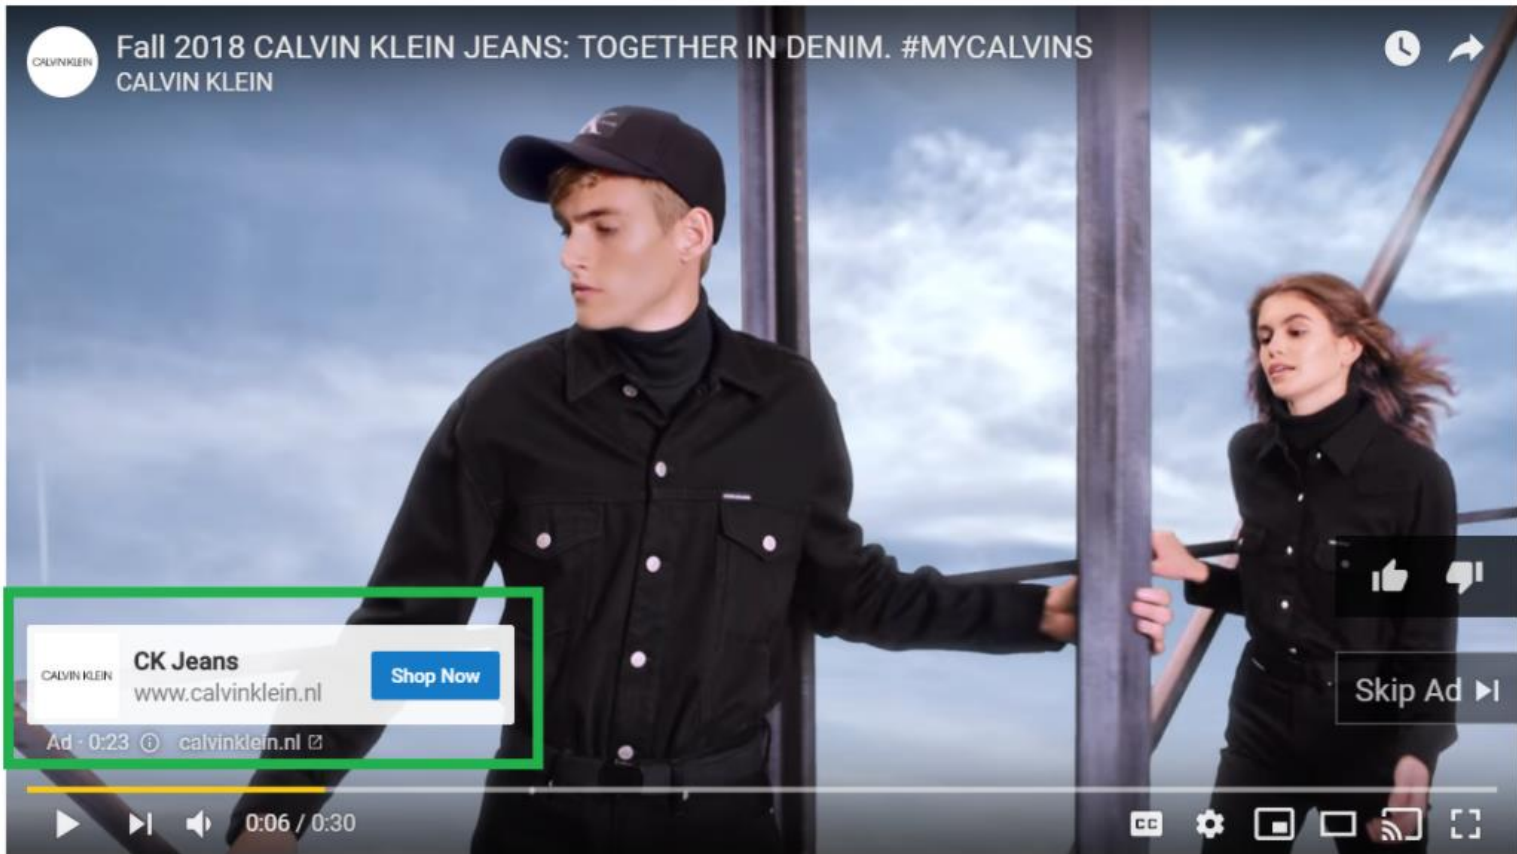 CALVIN KLEIN
Fall 2018 CALVIN KLEIN JEANS: TOGETHER IN DENIM. #MYCALVINS
CALVIN KLEIN
CALVIN KLEIN
CK Jeans
www.calvinklein.nl
Shop Now
Ad · 0:23
calvinklein.nl
Skip Ad
0:06 / 0:30
CC